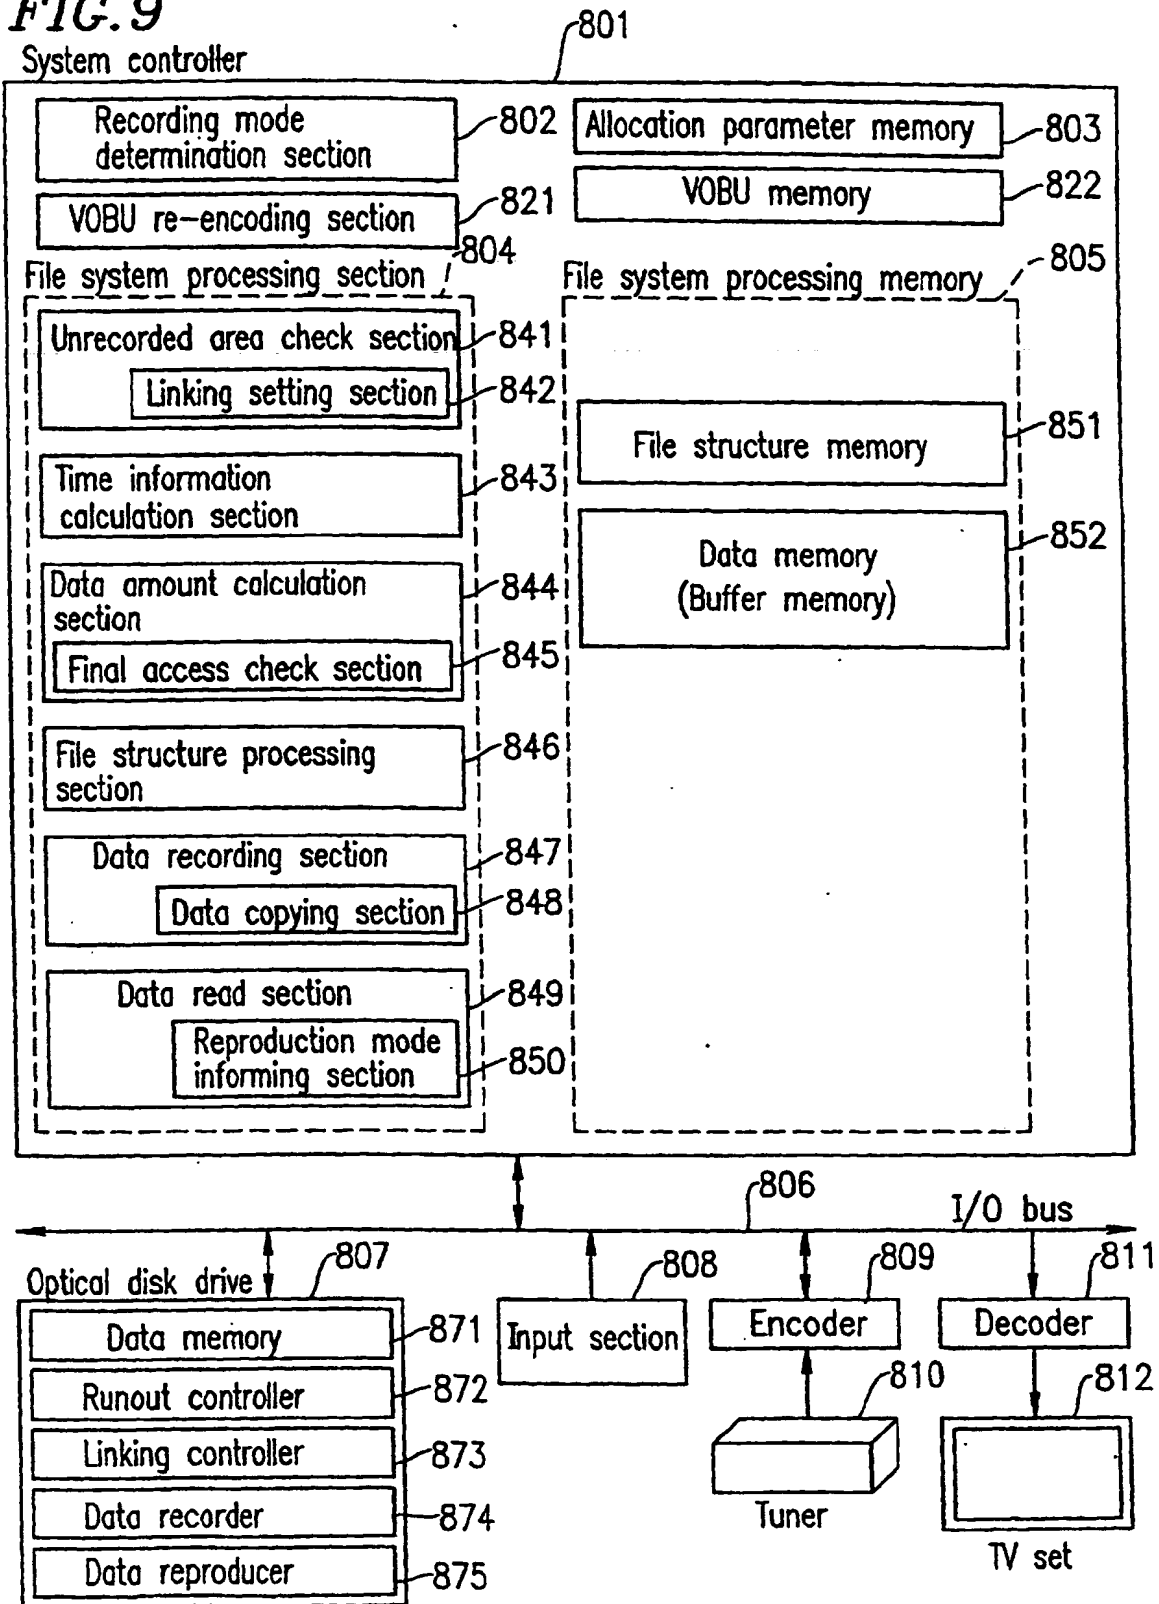 FIG. 9
801
System controller
Recording mode
determination section
802
Allocation parameter memory
803
VOBU re-encoding section
821
VOBU memory
822
804
File system processing section
File system processing memory
805
Unrecorded area check section
841
Linking setting section
842
Time information
calculation section
843
Data amount calculation
section
844
Final access check section
845
File structure processing
section
846
Data recording section
847
Data copying section
848
Data read section
849
Reproduction mode
informing section
850
File structure memory
851
Data memory
(Buffer memory)
852
806
I/O bus
Optical disk drive
807
Data memory
871
Runout controller
872
Linking controller
873
Data recorder
874
Data reproducer
875
808
Input section
809
Encoder
810
Tuner
811
Decoder
812
TV set